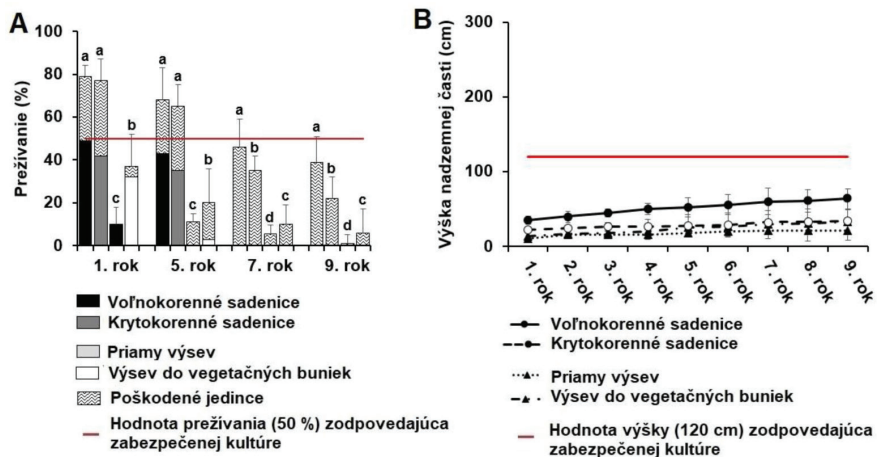 A
Prežívanie (%)
100
80
60
40
20
0
a
a
c
b
a
a
c
b
a
b
d
c
a
b
d
c
1. rok
5. rok
7. rok
9. rok
Voľnokorenné sadenice
Krytokorenné sadenice
Priamy výsev
Výsev do vegetačných buniek
Poškodené jedince
Hodnota prežívania (50 %) zodpovedajúca
zabezpečenej kultúre
B
Výška nadzemnej časti (cm)
300
200
100
0
1. rok
2. rok
3. rok
4. rok
5. rok
6. rok
7. rok
8. rok
9. rok
Voľnokorenné sadenice
Krytokorenné sadenice
Priamy výsev
Výsev do vegetačných buniek
Hodnota výšky (120 cm) zodpovedajúca
zabezpečenej kultúre